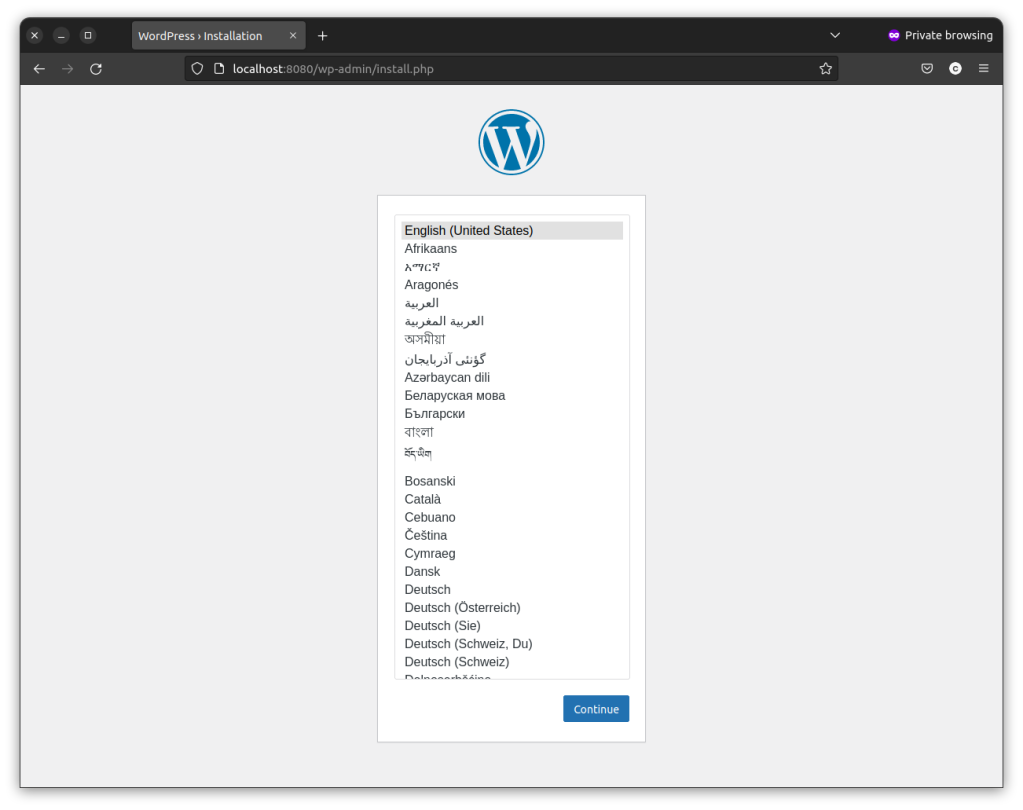 WordPress › Installation
Private browsing
localhost:8080/wp-admin/install.php
English (United States)
Afrikaans
አማርኛ
Aragonés
العربية
العربية المغربية
অসমীয়া
گؤنئی آذربایجان
Azərbaycan dili
Беларуская мова
Български
বাংলা
བོད་ཡིག
Bosanski
Català
Cebuano
Čeština
Cymraeg
Dansk
Deutsch
Deutsch (Österreich)
Deutsch (Sie)
Deutsch (Schweiz, Du)
Deutsch (Schweiz)
Continue